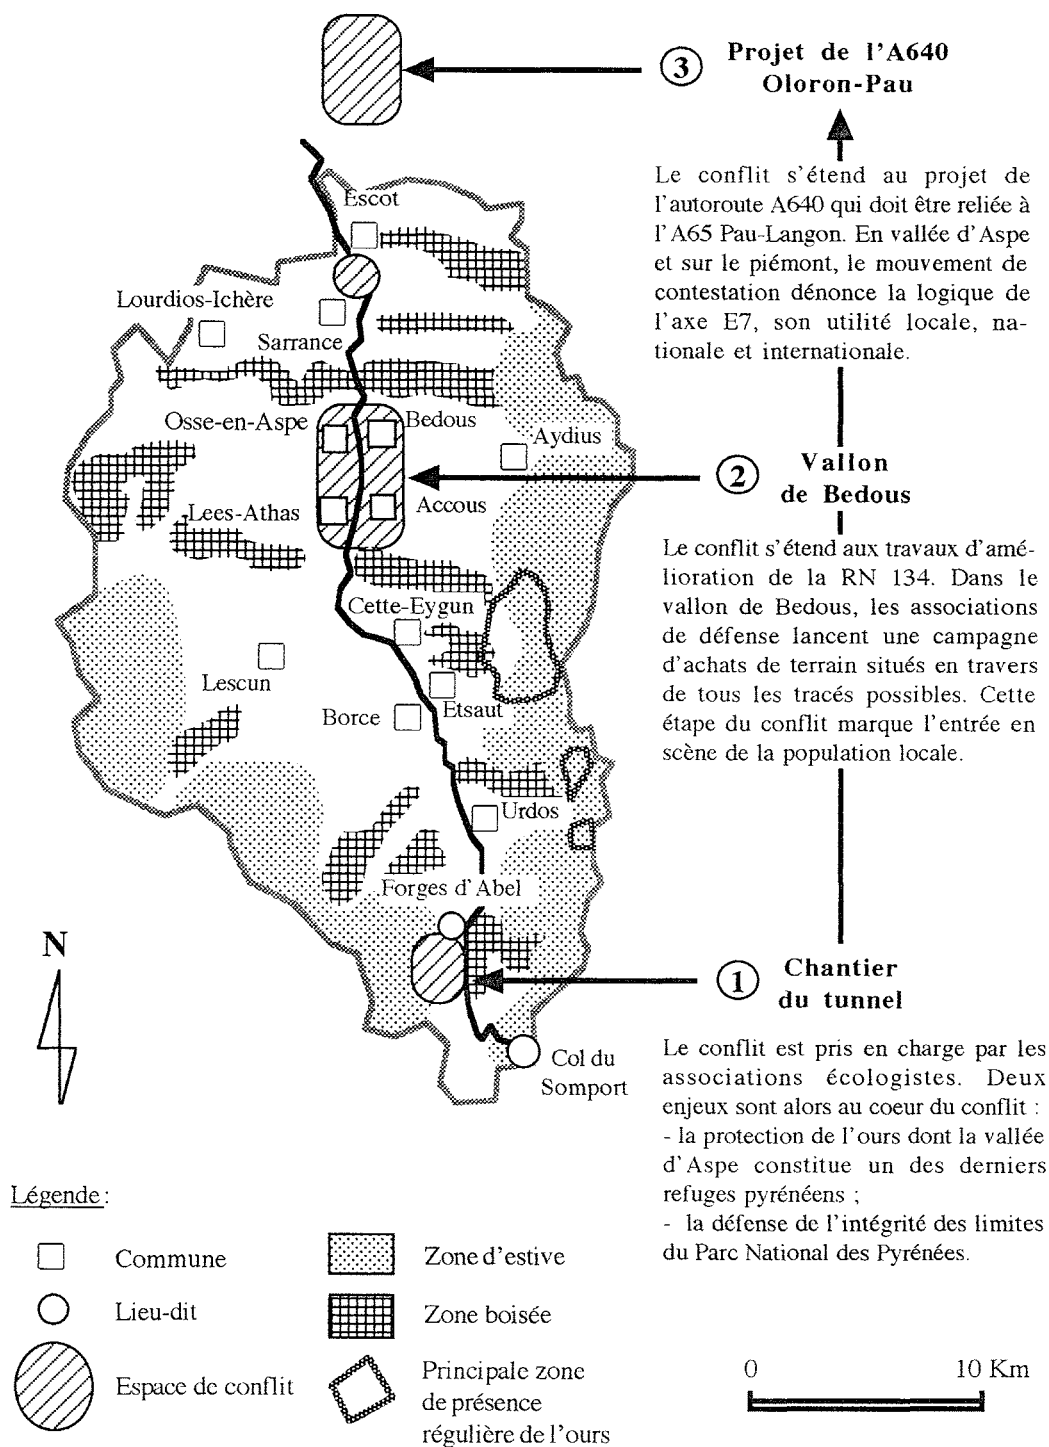 ③ Projet de l'A640
Oloron-Pau
Le conflit s'étend au projet de
l'autoroute A640 qui doit être reliée à
l'A65 Pau-Langon. En vallée d'Aspe
et sur le piémont, le mouvement de
contestation dénonce la logique de
l'axe E7, son utilité locale, na-
tionale et internationale.
Escot
Lourdios-Ichère
Sarrance
Osse-en-Aspe
Bedous
Aydius
Lees-Athas
Accous
② Vallon
de Bedous
Le conflit s'étend aux travaux d'amé-
lioration de la RN 134. Dans le
vallon de Bedous, les associations
de défense lancent une campagne
d'achats de terrain situés en travers
de tous les tracés possibles. Cette
étape du conflit marque l'entrée en
scène de la population locale.
Cette-Eygun
Lescun
Borce
Etsaut
Urdos
Forges d'Abel
N
Col du
Somport
① Chantier
du tunnel
Le conflit est pris en charge par les
associations écologistes. Deux
enjeux sont alors au coeur du conflit :
- la protection de l'ours dont la vallée
d'Aspe constitue un des derniers
refuges pyrénéens ;
- la défense de l'intégrité des limites
du Parc National des Pyrénées.
Légende :
Commune
Lieu-dit
Espace de conflit
Zone d'estive
Zone boisée
Principale zone
de présence
régulière de l'ours
0 10 Km